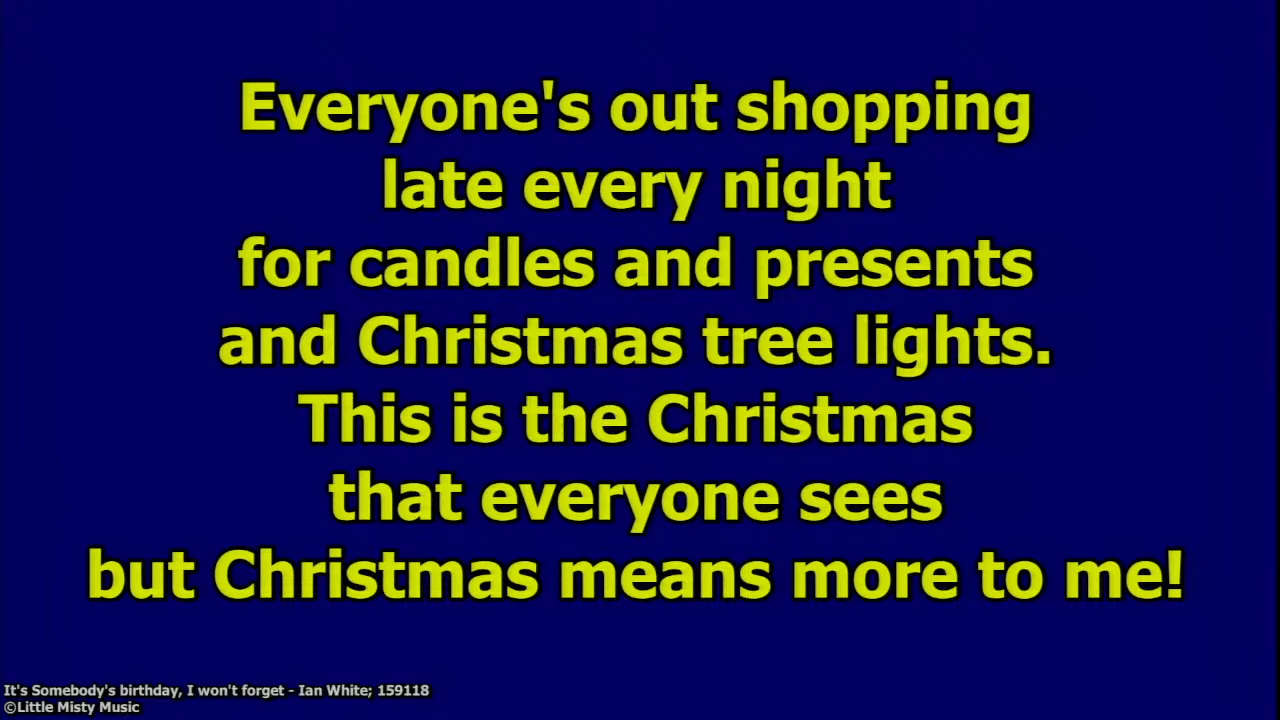 Everyone's out shopping
late every night
for candles and presents
and Christmas tree lights.
This is the Christmas
that everyone sees
but Christmas means more to me!
It's Somebody's birthday, I won't forget - Ian White; 159118
©Little Misty Music